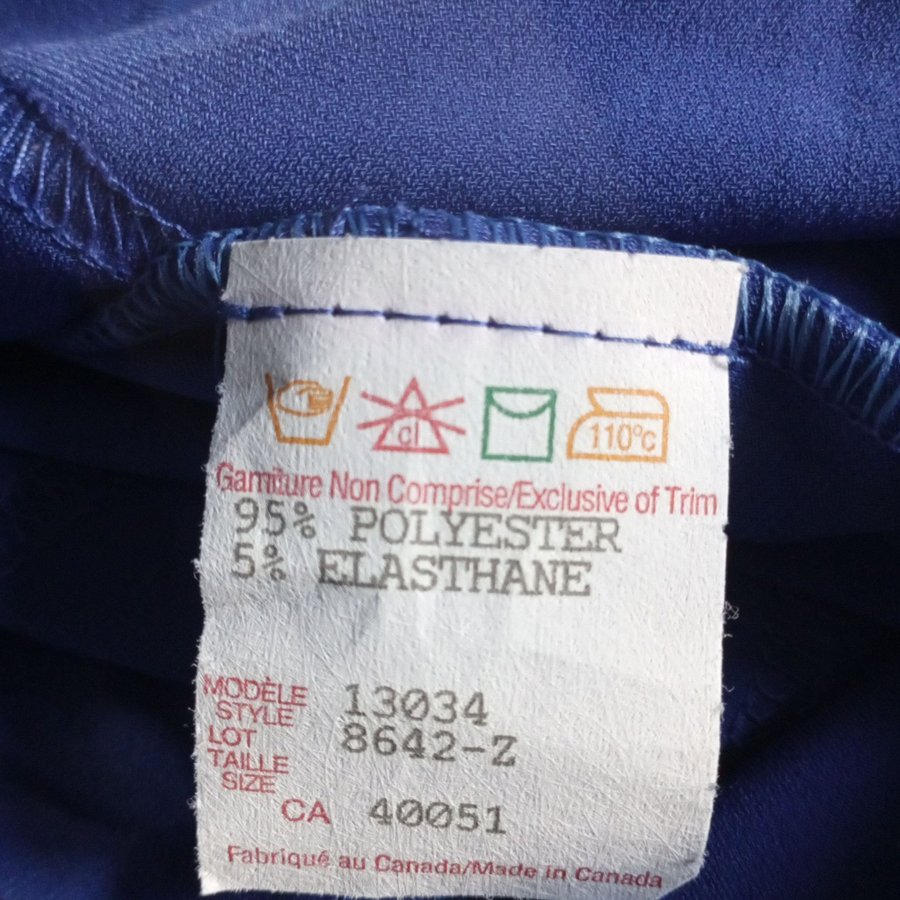 cl
110°c
Garniture Non Comprise/Exclusive of Trim
95% POLYESTER
5% ELASTHANE
MODÈLE
STYLE 13034
LOT 8642-Z
TAILLE
SIZE
CA 40051
Fabriqué au Canada/Made in Canada